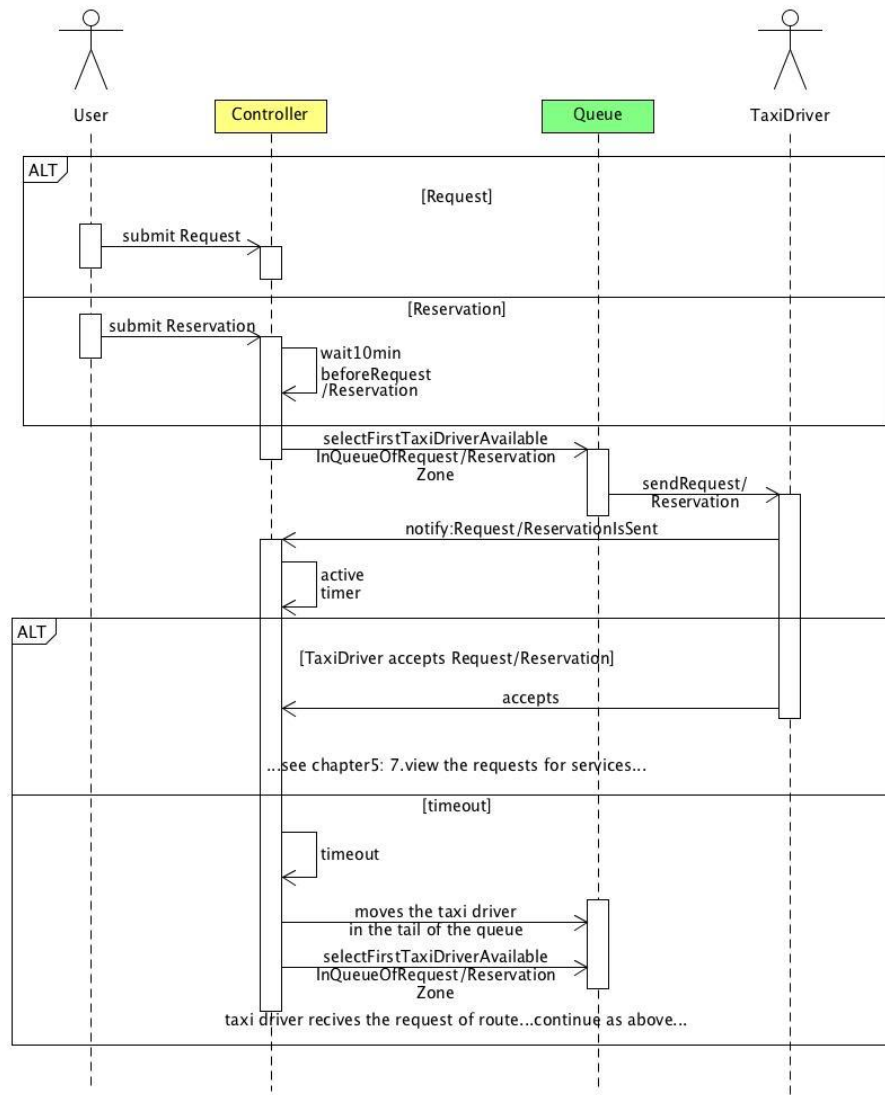 User
Controller
Queue
TaxiDriver
ALT
[Request]
submit Request
[Reservation]
submit Reservation
wait10min
beforeRequest
/Reservation
selectFirstTaxiDriverAvailable
InQueueOfRequest/Reservation
Zone
sendRequest/
Reservation
notify:Request/ReservationIsSent
active
timer
ALT
[TaxiDriver accepts Request/Reservation]
accepts
...see chapter5: 7.view the requests for services...
[timeout]
timeout
moves the taxi driver
in the tail of the queue
selectFirstTaxiDriverAvailable
InQueueOfRequest/Reservation
Zone
taxi driver recives the request of route...continue as above...